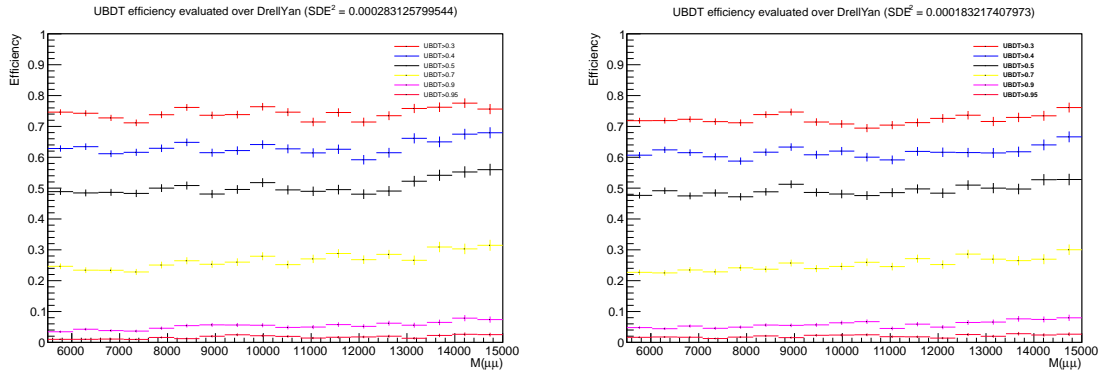 UBDT efficiency evaluated over DrellYan (SDE² = 0.000283125799544)
Efficiency
1
0.9
0.8
0.7
0.6
0.5
0.4
0.3
0.2
0.1
0
UBDT>0.3
UBDT>0.4
UBDT>0.5
UBDT>0.7
UBDT>0.9
UBDT>0.95
6000 7000 8000 9000 10000 11000 12000 13000 14000 15000
M(μμ)
UBDT efficiency evaluated over DrellYan (SDE² = 0.000183217407973)
Efficiency
1
0.9
0.8
0.7
0.6
0.5
0.4
0.3
0.2
0.1
0
UBDT>0.3
UBDT>0.4
UBDT>0.5
UBDT>0.7
UBDT>0.9
UBDT>0.95
6000 7000 8000 9000 10000 11000 12000 13000 14000 15000
M(μμ)